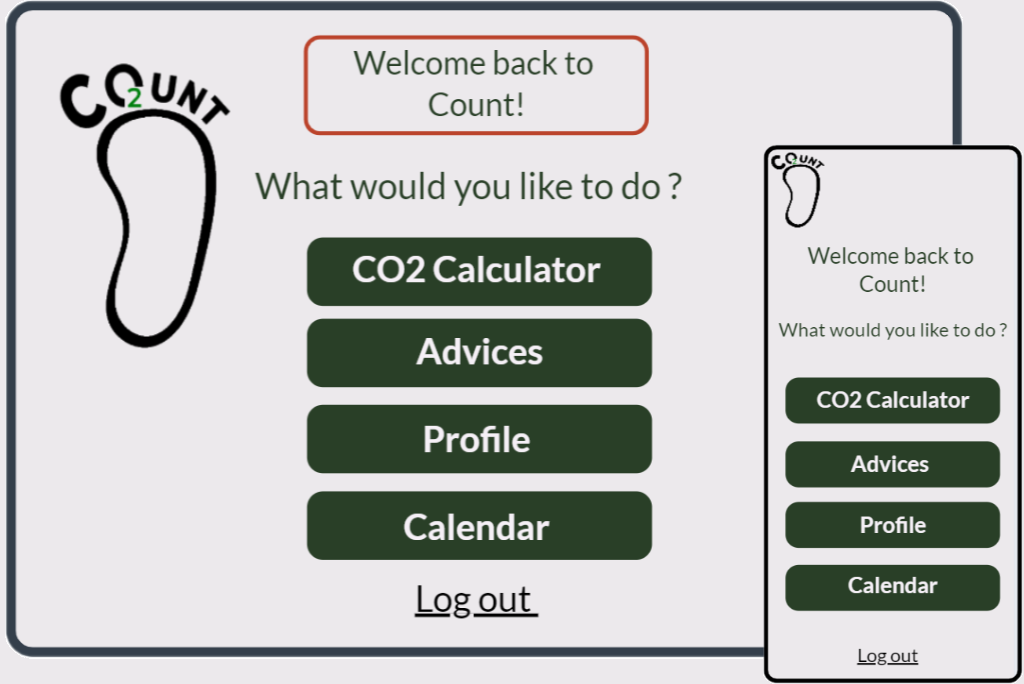 CO2UNT
Welcome back to
Count!
What would you like to do ?
CO2 Calculator
Advices
Profile
Calendar
Log out
CO2UNT
Welcome back to
Count!
What would you like to do ?
CO2 Calculator
Advices
Profile
Calendar
Log out